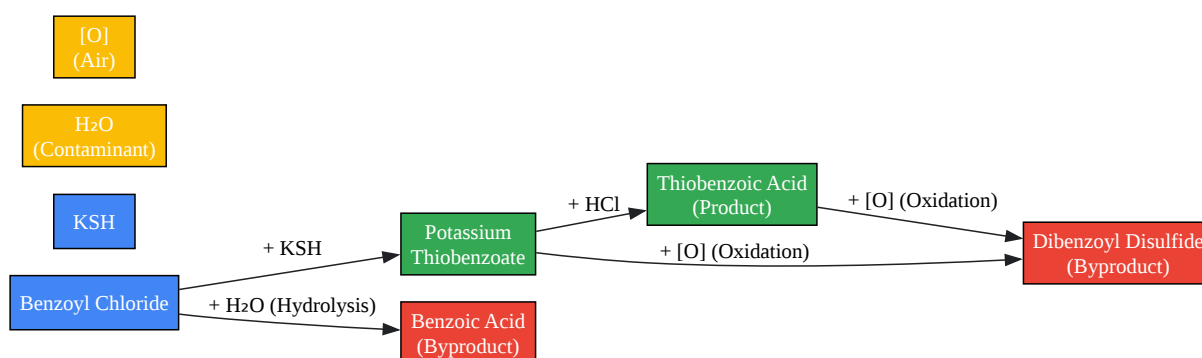 [O]
(Air)
H₂O
(Contaminant)
KSH
Benzoyl Chloride
+ KSH
+ H₂O (Hydrolysis)
Potassium
Thiobenzoate
Benzoic Acid
(Byproduct)
+ HCl
+ [O] (Oxidation)
Thiobenzoic Acid
(Product)
+ [O] (Oxidation)
Dibenzoyl Disulfide
(Byproduct)